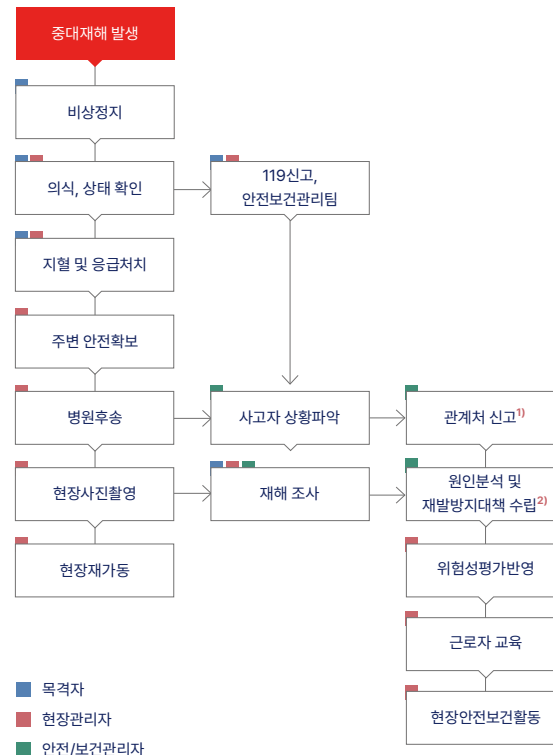 중대재해 발생
비상정지
의식, 상태 확인
119신고,
안전보건관리팀
지혈 및 응급처치
주변 안전확보
병원후송
사고자 상황파악
관계처 신고1)
현장사진촬영
재해 조사
원인분석 및
재발방지대책 수립2)
현장재가동
위험성평가반영
근로자 교육
현장안전보건활동
목격자
현장관리자
안전/보건관리자